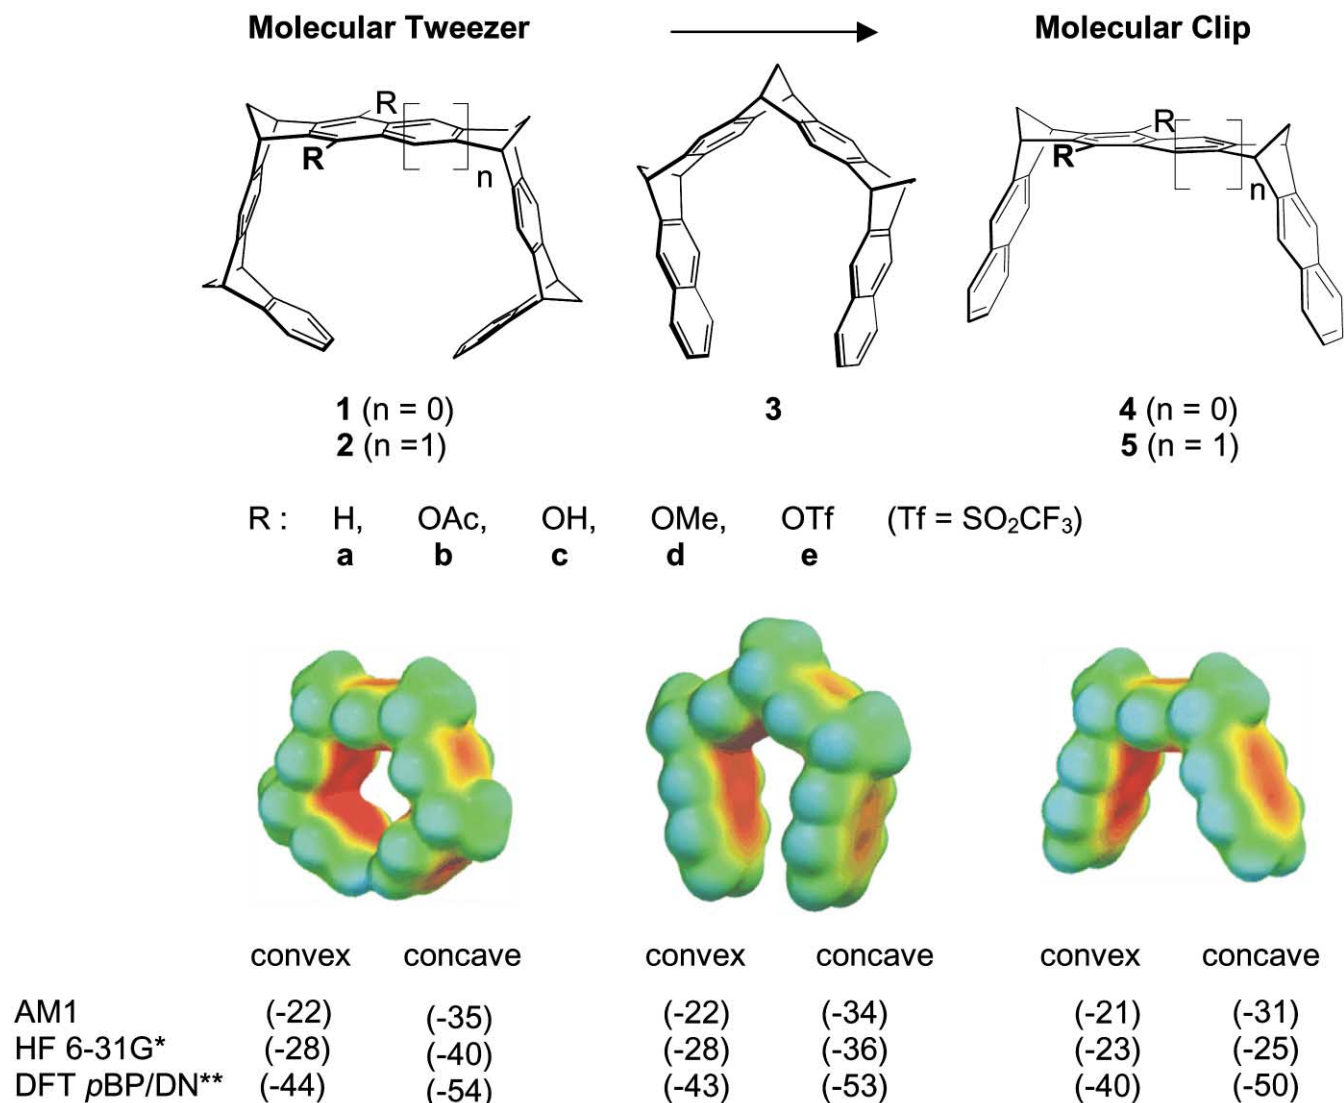 Molecular Tweezer Molecular Clip
R R n
R R n
1 (n = 0) 3 4 (n = 0)
2 (n =1) 5 (n = 1)
R : H, OAc, OH, OMe, OTf (Tf = SO₂CF₃)
a b c d e
convex concave convex concave convex concave
AM1 (-22) (-35) (-22) (-34) (-21) (-31)
HF 6-31G* (-28) (-40) (-28) (-36) (-23) (-25)
DFT pBP/DN** (-44) (-54) (-43) (-53) (-40) (-50)